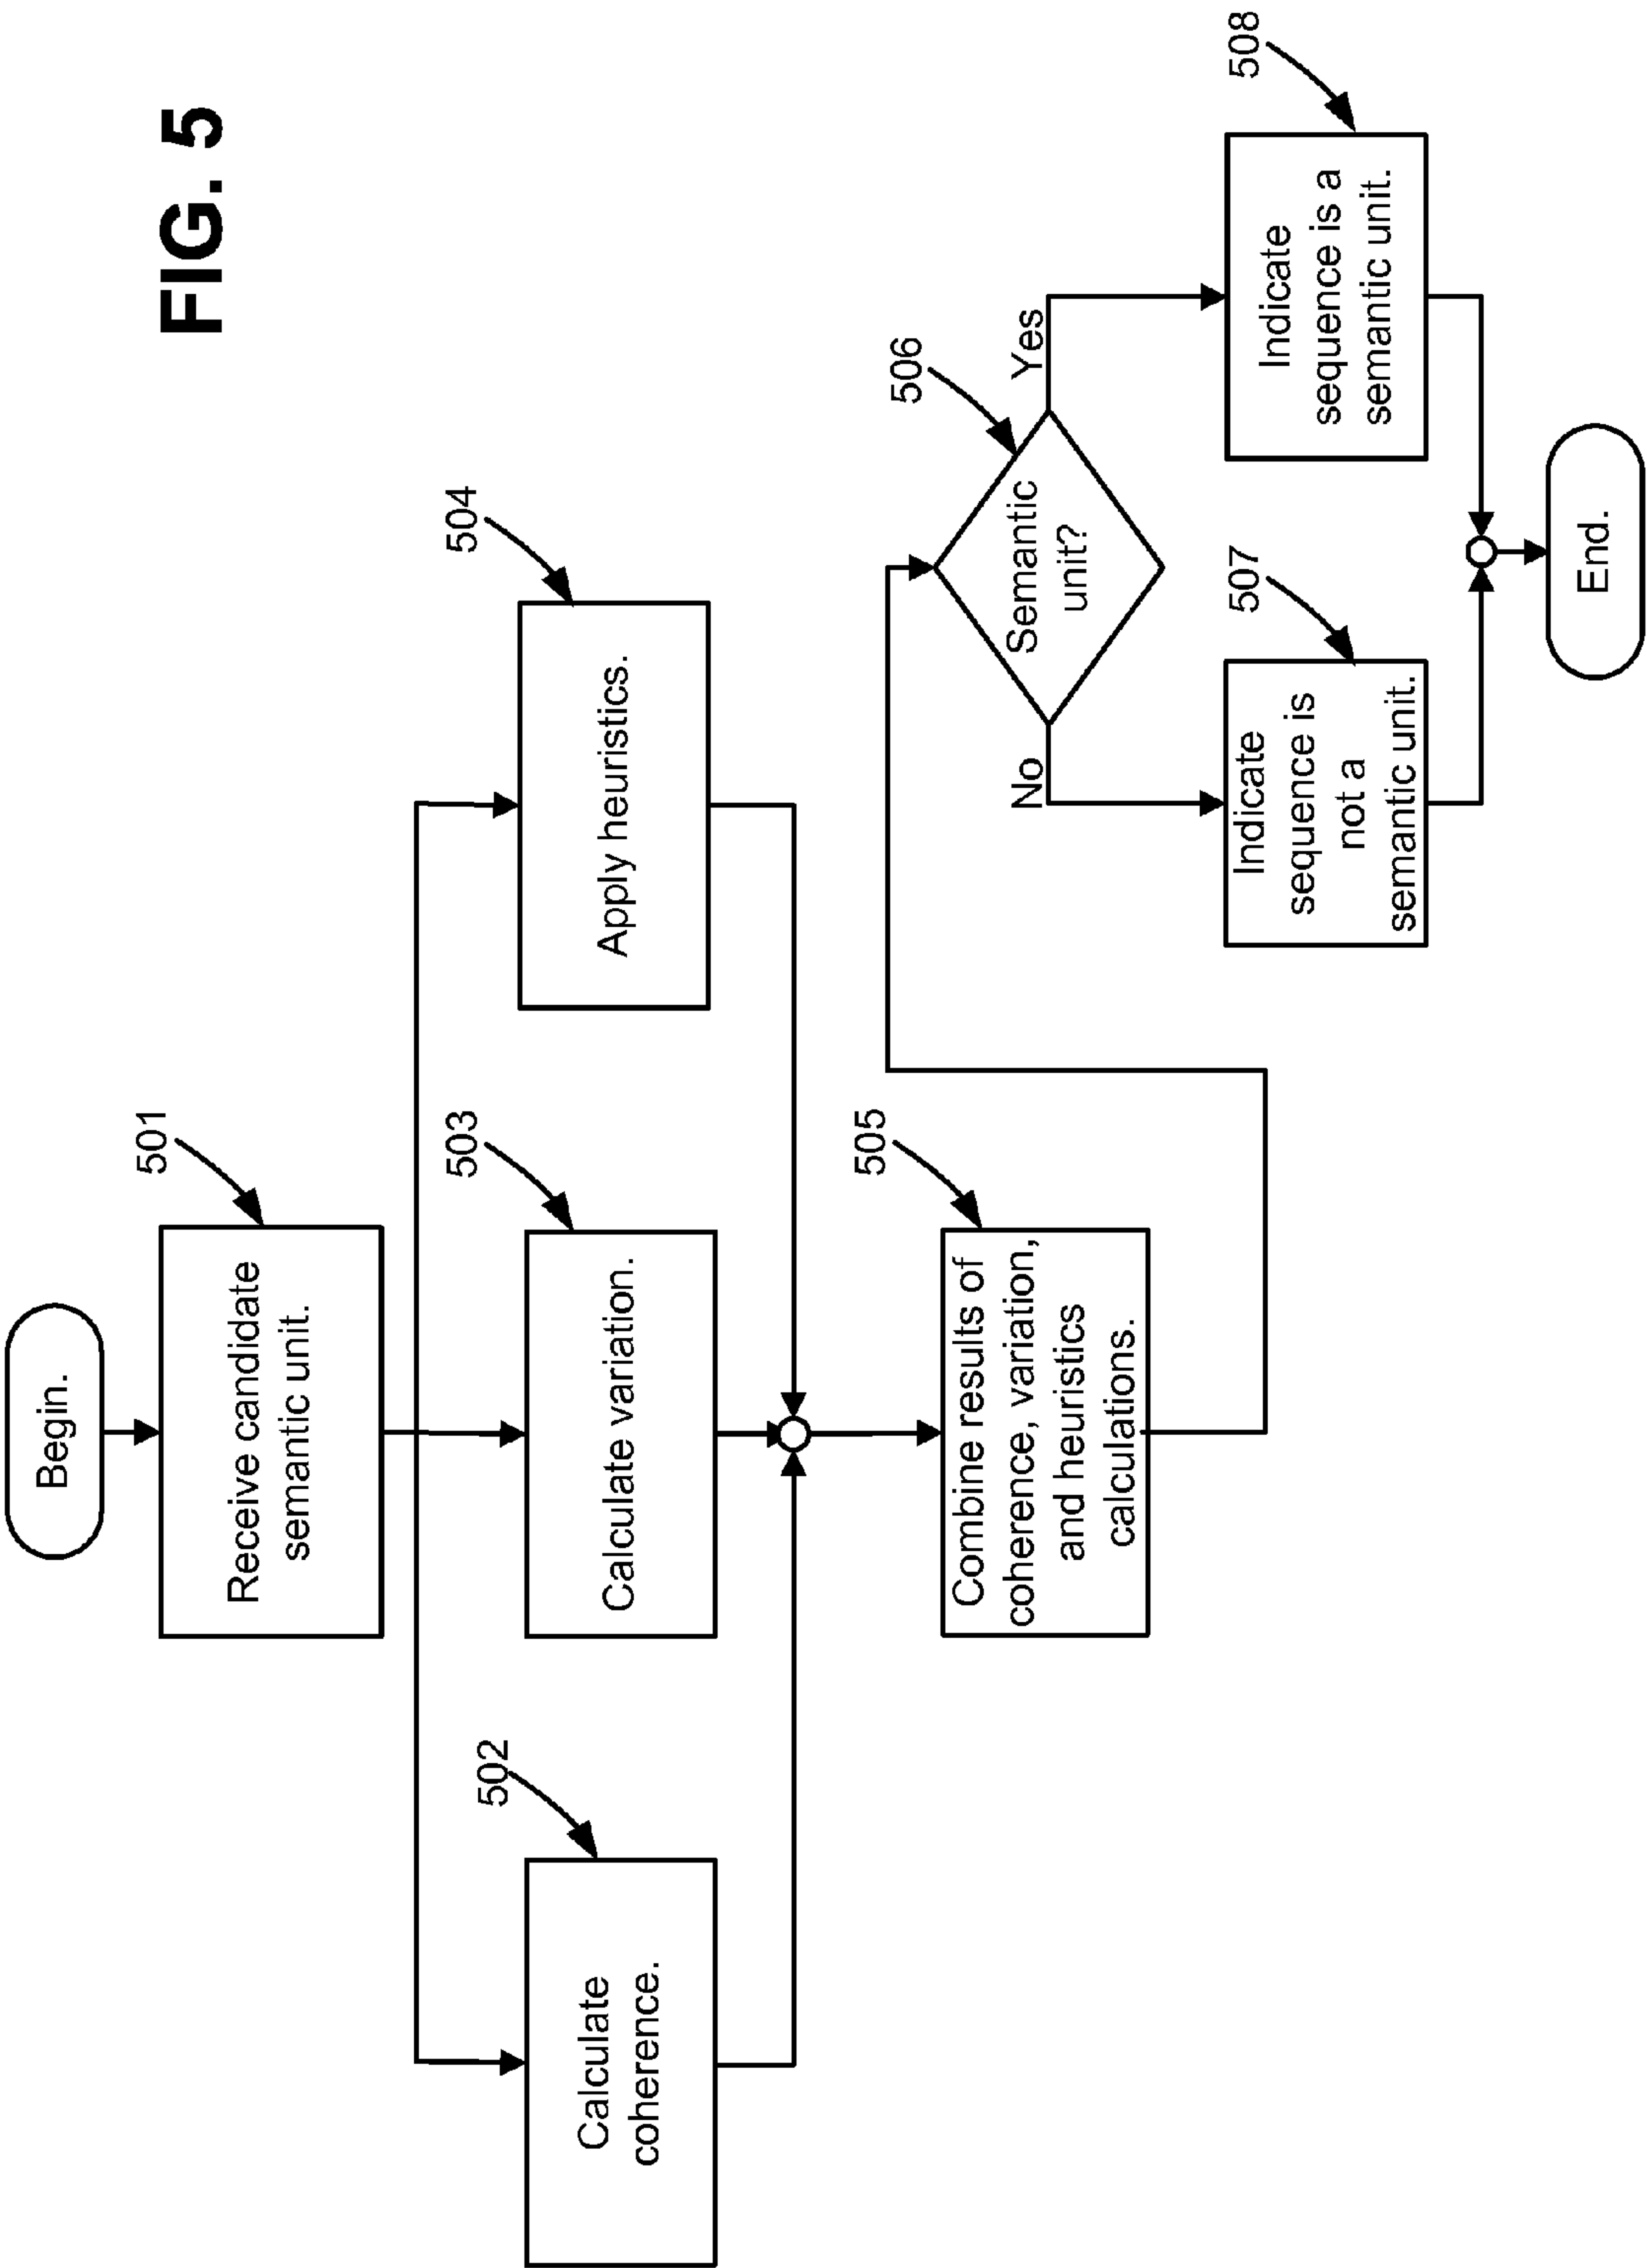 FIG. 5
Begin.
501
Receive candidate
semantic unit.
502
Calculate
coherence.
503
Calculate variation.
504
Apply heuristics.
505
Combine results of
coherence, variation,
and heuristics
calculations.
506
Semantic
unit?
No
Yes
507
Indicate
sequence is
not a
semantic unit.
508
Indicate
sequence is a
semantic unit.
End.